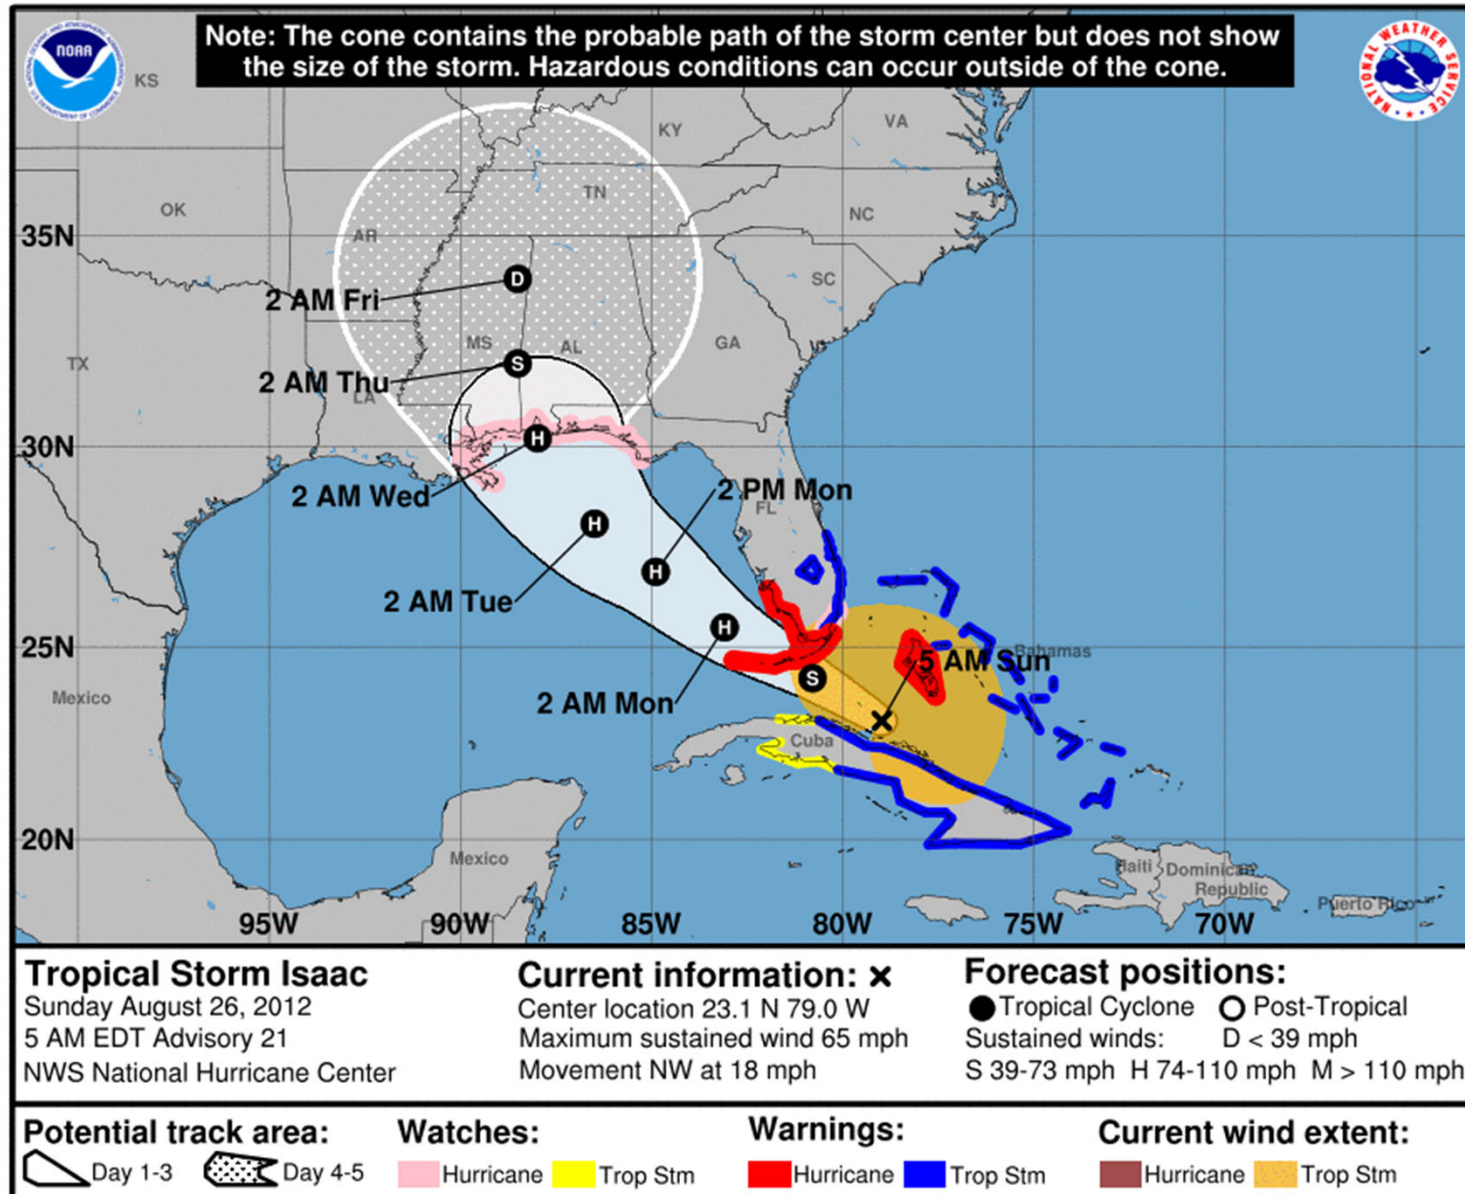 Note: The cone contains the probable path of the storm center but does not show
the size of the storm. Hazardous conditions can occur outside of the cone.
NOAA
NATIONAL WEATHER SERVICE
KS
KY
VA
OK
TN
NC
AR
35N
SC
2 AM Fri
MS
AL
GA
TX
2 AM Thu
LA
30N
2 AM Wed
2 PM Mon
FL
2 AM Tue
25N
Bahamas
5 AM Sun
Mexico
2 AM Mon
Cuba
20N
Mexico
Haiti
Dominican
Republic
Puerto Rico
95W
90W
85W
80W
75W
70W
D
S
H
H
H
H
S
Tropical Storm Isaac
Sunday August 26, 2012
5 AM EDT Advisory 21
NWS National Hurricane Center
Current information: ×
Center location 23.1 N 79.0 W
Maximum sustained wind 65 mph
Movement NW at 18 mph
Forecast positions:
Tropical Cyclone
Post-Tropical
Sustained winds:
D < 39 mph
S 39-73 mph H 74-110 mph M > 110 mph
Potential track area:
Day 1-3
Day 4-5
Watches:
Hurricane
Trop Stm
Warnings:
Hurricane
Trop Stm
Current wind extent:
Hurricane
Trop Stm